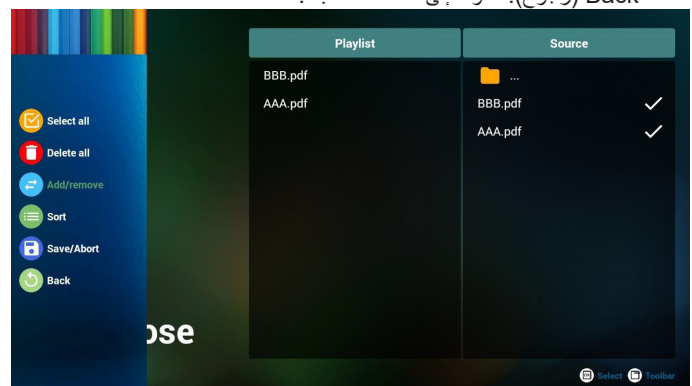 Back
Playlist
Source
BBB.pdf
AAA.pdf
...
BBB.pdf
AAA.pdf
Select all
Delete all
Add/remove
Sort
Save/Abort
Back
ose
OK Select Toolbar